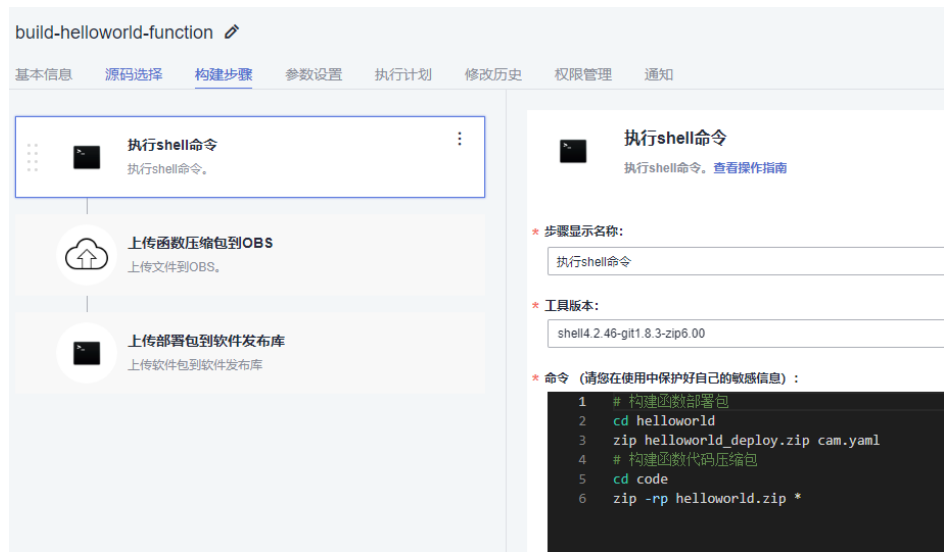 build-helloworld-function
基本信息 源码选择 构建步骤 参数设置 执行计划 修改历史 权限管理 通知
执行shell命令
执行shell命令。
上传函数压缩包到OBS
上传文件到OBS。
上传部署包到软件发布库
上传软件包到软件发布库
执行shell命令
执行shell命令。查看操作指南
* 步骤显示名称:
执行shell命令
* 工具版本:
shell4.2.46-git1.8.3-zip6.00
* 命令 (请您在使用中保护好自己的敏感信息) :
1 # 构建函数部署包
2 cd helloworld
3 zip helloworld_deploy.zip cam.yaml
4 # 构建函数代码压缩包
5 cd code
6 zip -rp helloworld.zip *